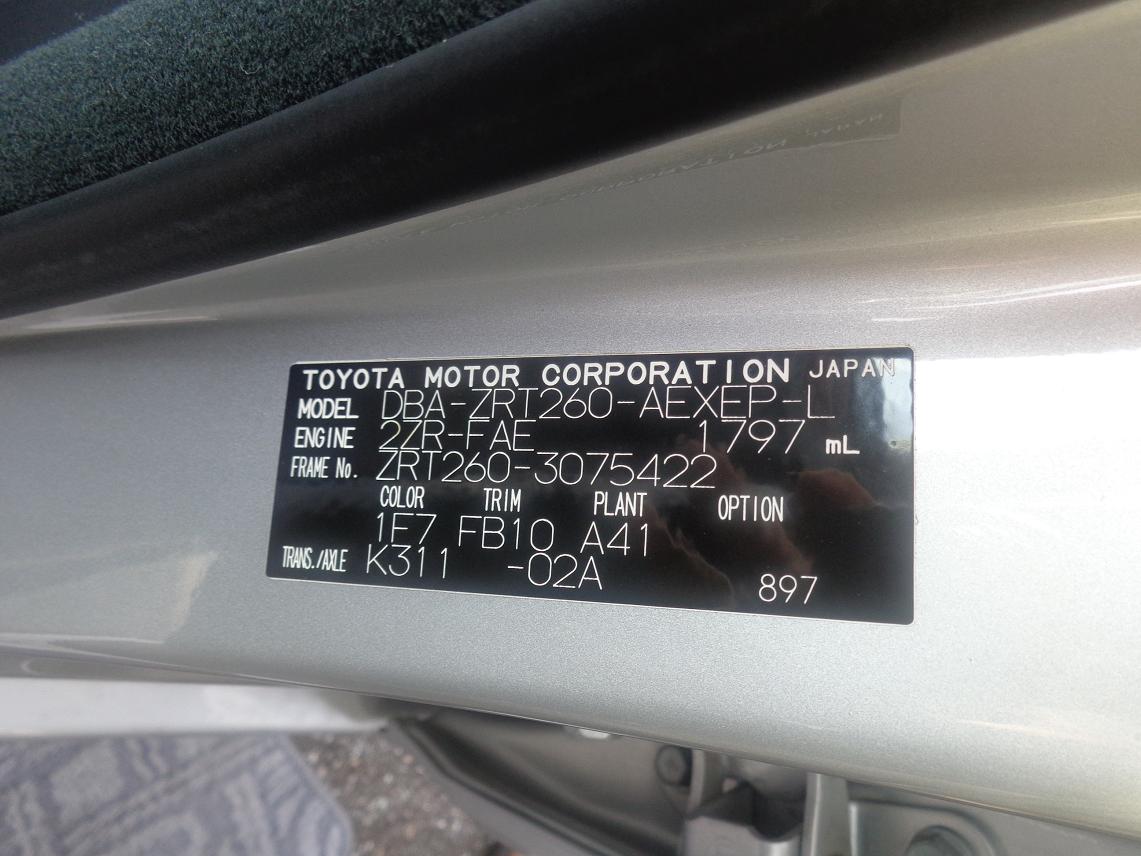 TOYOTA MOTOR CORPORATION JAPAN
MODEL DBA-ZRT260-AEXEP-L
ENGINE 2ZR-FAE 1797 mL
FRAME No. ZRT260-3075422
COLOR TRIM PLANT OPTION
1F7 FB10 A41
TRANS./AXLE K311 -02A 897